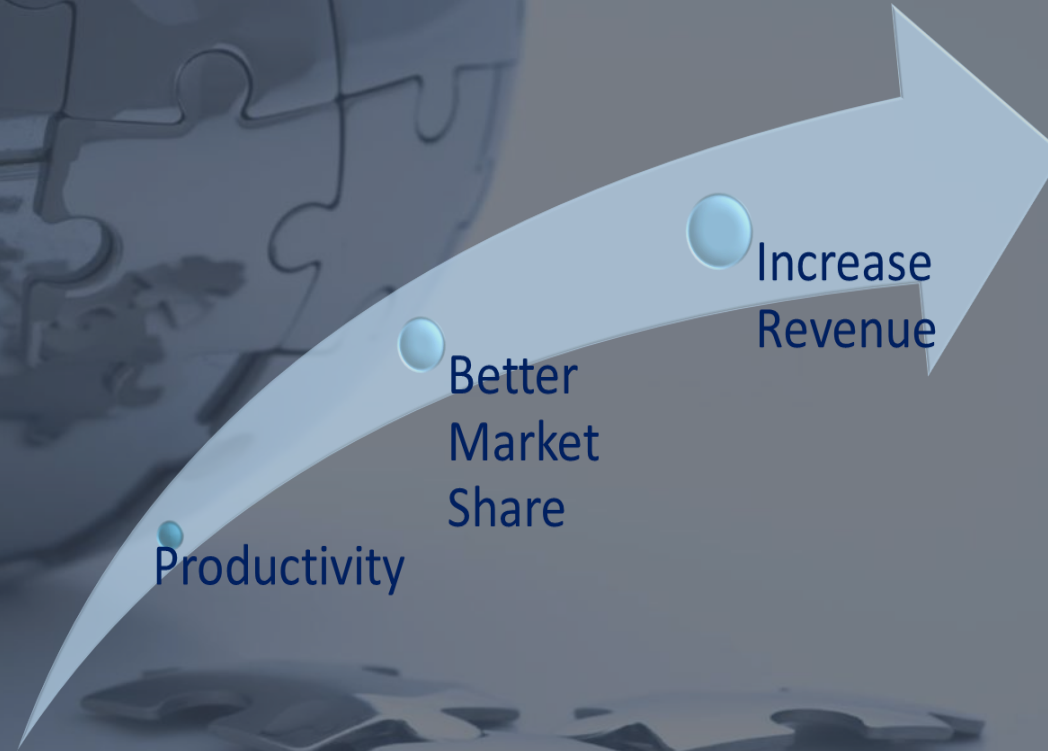 Increase
Revenue
Better
Market
Share
Productivity